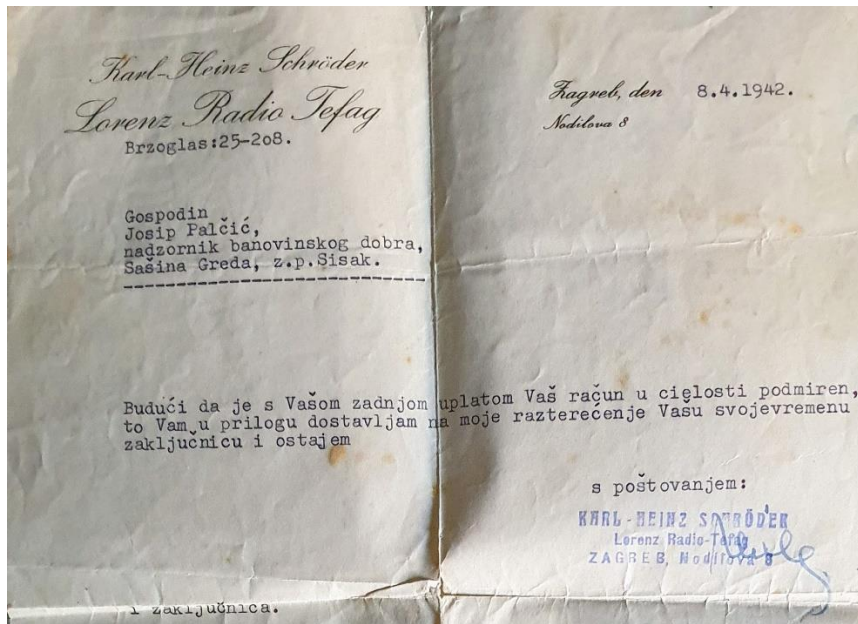 Karl-Heinz Schröder
Lorenz Radio Tefag
Brzoglas:25-208.
Zagreb, den 8.4.1942.
Nodilova 8
Gospodin
Josip Palčić,
nadzornik banovinskog dobra,
Sašina Greda, z.p.Sisak.
Budući da je s Vašom zadnjom uplatom Vaš račun u cielosti podmiren,
to Vam u prilogu dostavljam na moje razterećenje Vašu svojevremenu
zaključnicu i ostajem
s poštovanjem:
KARL-HEINZ SCHRÖDER
Lorenz Radio-Tefag
ZAGREB, Nodilova 8
1 zaključnica.